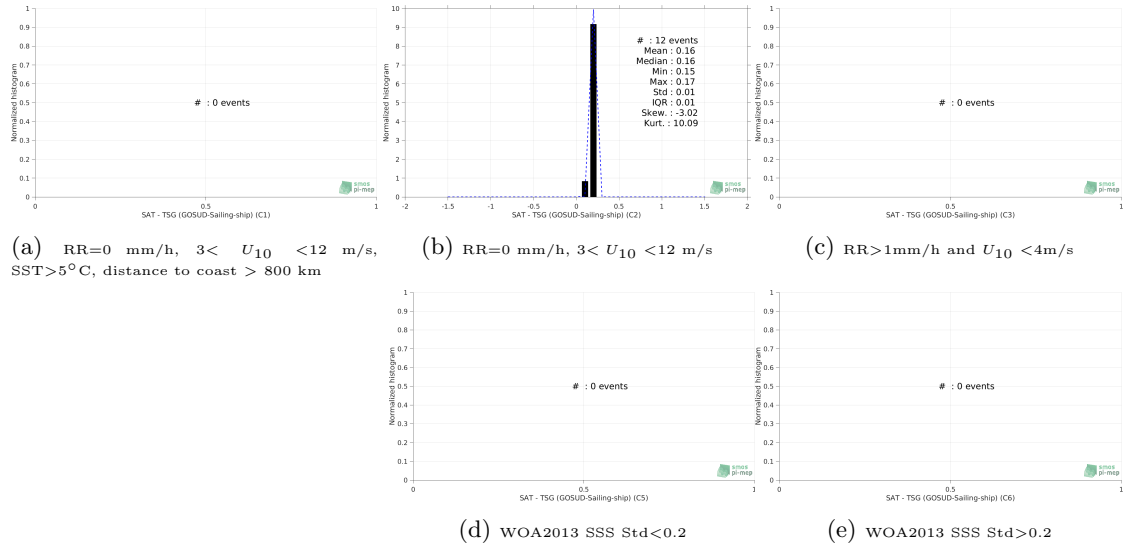 1
0.9
0.8
0.7
0.6
0.5
0.4
0.3
0.2
0.1
0
Normalized histogram
# : 0 events
smos
pi-mep
0 0.5 1
SAT - TSG (GOSUD-Sailing-ship) (C1)
(a) RR=0 mm/h, 3< U10 <12 m/s,
SST>5°C, distance to coast > 800 km
10
9
8
7
6
5
4
3
2
1
0
Normalized histogram
# : 12 events
Mean : 0.16
Median : 0.16
Min : 0.15
Max : 0.17
Std : 0.01
IQR : 0.01
Skew. : -3.02
Kurt. : 10.09
smos
pi-mep
-2 -1.5 -1 -0.5 0 0.5 1 1.5 2
SAT - TSG (GOSUD-Sailing-ship) (C2)
(b) RR=0 mm/h, 3< U10 <12 m/s
1
0.9
0.8
0.7
0.6
0.5
0.4
0.3
0.2
0.1
0
Normalized histogram
# : 0 events
smos
pi-mep
0 0.5 1
SAT - TSG (GOSUD-Sailing-ship) (C3)
(c) RR>1mm/h and U10 <4m/s
1
0.9
0.8
0.7
0.6
0.5
0.4
0.3
0.2
0.1
0
Normalized histogram
# : 0 events
smos
pi-mep
0 0.5 1
SAT - TSG (GOSUD-Sailing-ship) (C5)
(d) WOA2013 SSS Std<0.2
1
0.9
0.8
0.7
0.6
0.5
0.4
0.3
0.2
0.1
0
Normalized histogram
# : 0 events
smos
pi-mep
0 0.5 1
SAT - TSG (GOSUD-Sailing-ship) (C6)
(e) WOA2013 SSS Std>0.2